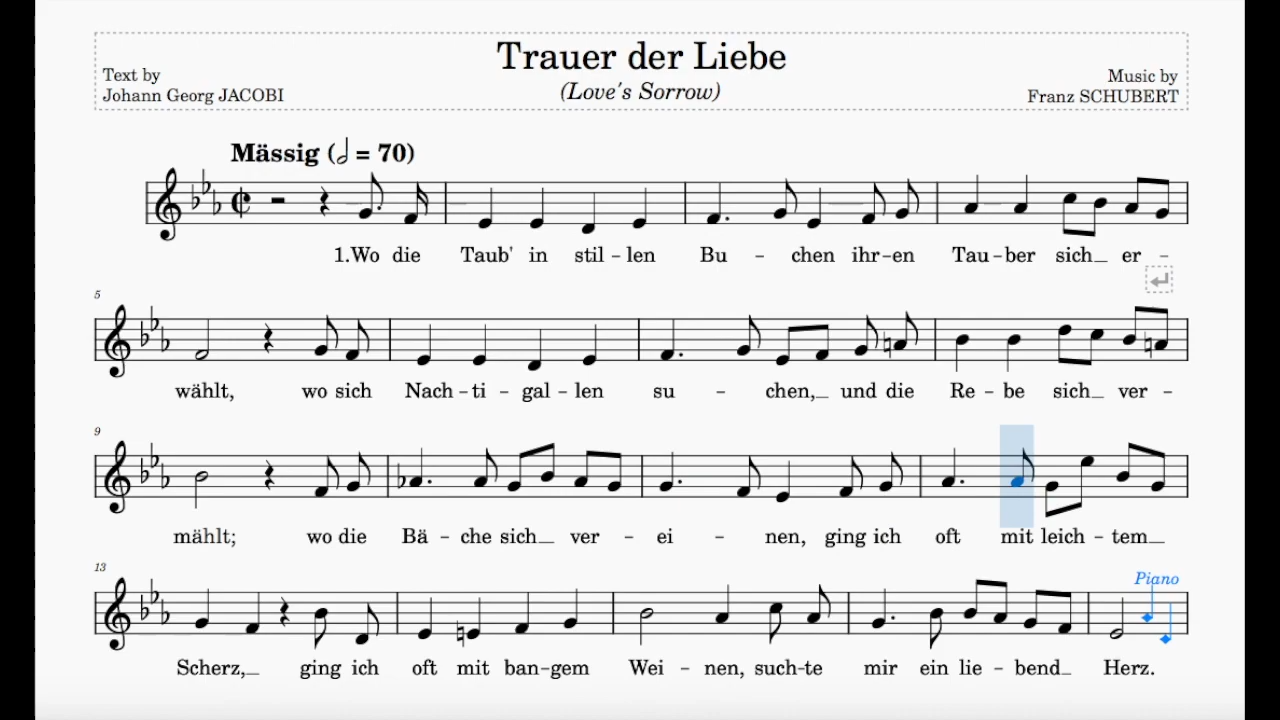 Trauer der Liebe
(Love's Sorrow)
Text by
Johann Georg JACOBI
Music by
Franz SCHUBERT
Mässig (𝅗𝅥 = 70)
1.Wo die Taub' in stil - len Bu - chen ihr-en Tau - ber sich_ er -
5
wählt, wo sich Nach - ti - gal - len su - chen,_ und die Re - be sich_ ver -
9
mählt; wo die Bä - che sich_ ver - ei - nen, ging ich oft mit leich - tem_
13
Piano
Scherz,_ ging ich oft mit ban-gem Wei - nen, such-te mir ein lie - bend_ Herz.